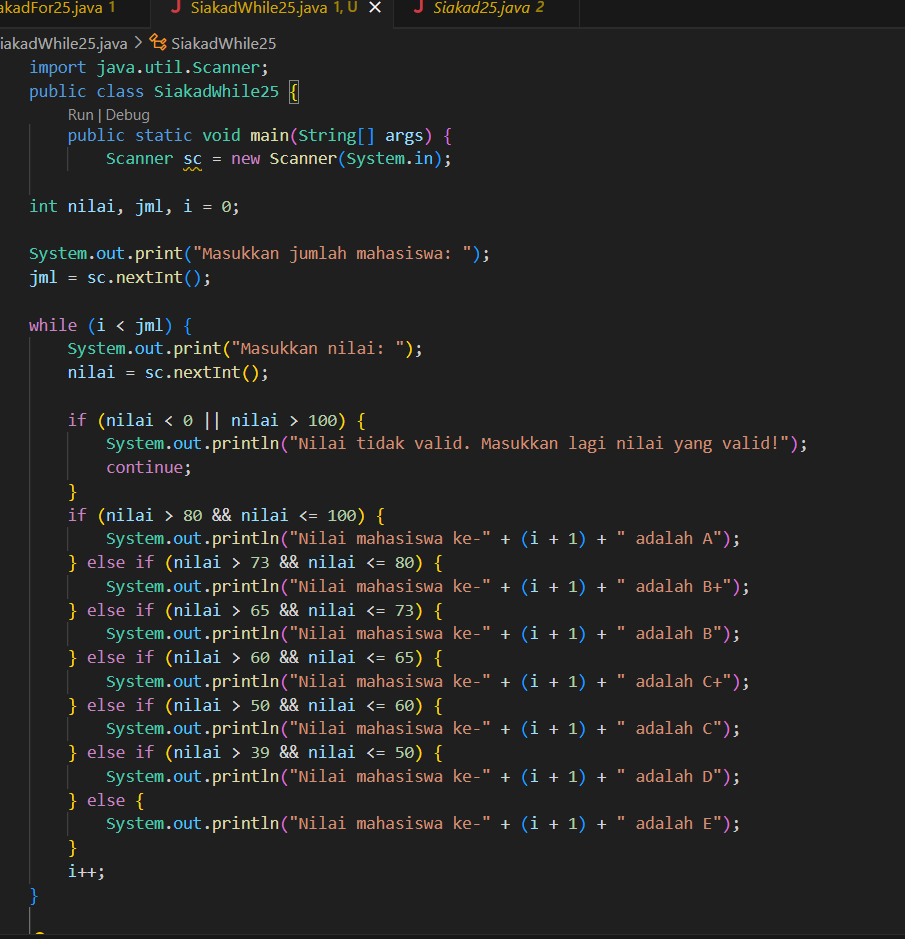 akadFor25.java 1 J SiakadWhile25.java 1, U × J Siakad25.java 2
iakadWhile25.java > SiakadWhile25
import java.util.Scanner;
public class SiakadWhile25 {
Run | Debug
public static void main(String[] args) {
Scanner sc = new Scanner(System.in);
int nilai, jml, i = 0;
System.out.print("Masukkan jumlah mahasiswa: ");
jml = sc.nextInt();
while (i < jml) {
System.out.print("Masukkan nilai: ");
nilai = sc.nextInt();
if (nilai < 0 || nilai > 100) {
System.out.println("Nilai tidak valid. Masukkan lagi nilai yang valid!");
continue;
}
if (nilai > 80 && nilai <= 100) {
System.out.println("Nilai mahasiswa ke-" + (i + 1) + " adalah A");
} else if (nilai > 73 && nilai <= 80) {
System.out.println("Nilai mahasiswa ke-" + (i + 1) + " adalah B+");
} else if (nilai > 65 && nilai <= 73) {
System.out.println("Nilai mahasiswa ke-" + (i + 1) + " adalah B");
} else if (nilai > 60 && nilai <= 65) {
System.out.println("Nilai mahasiswa ke-" + (i + 1) + " adalah C+");
} else if (nilai > 50 && nilai <= 60) {
System.out.println("Nilai mahasiswa ke-" + (i + 1) + " adalah C");
} else if (nilai > 39 && nilai <= 50) {
System.out.println("Nilai mahasiswa ke-" + (i + 1) + " adalah D");
} else {
System.out.println("Nilai mahasiswa ke-" + (i + 1) + " adalah E");
}
i++;
}